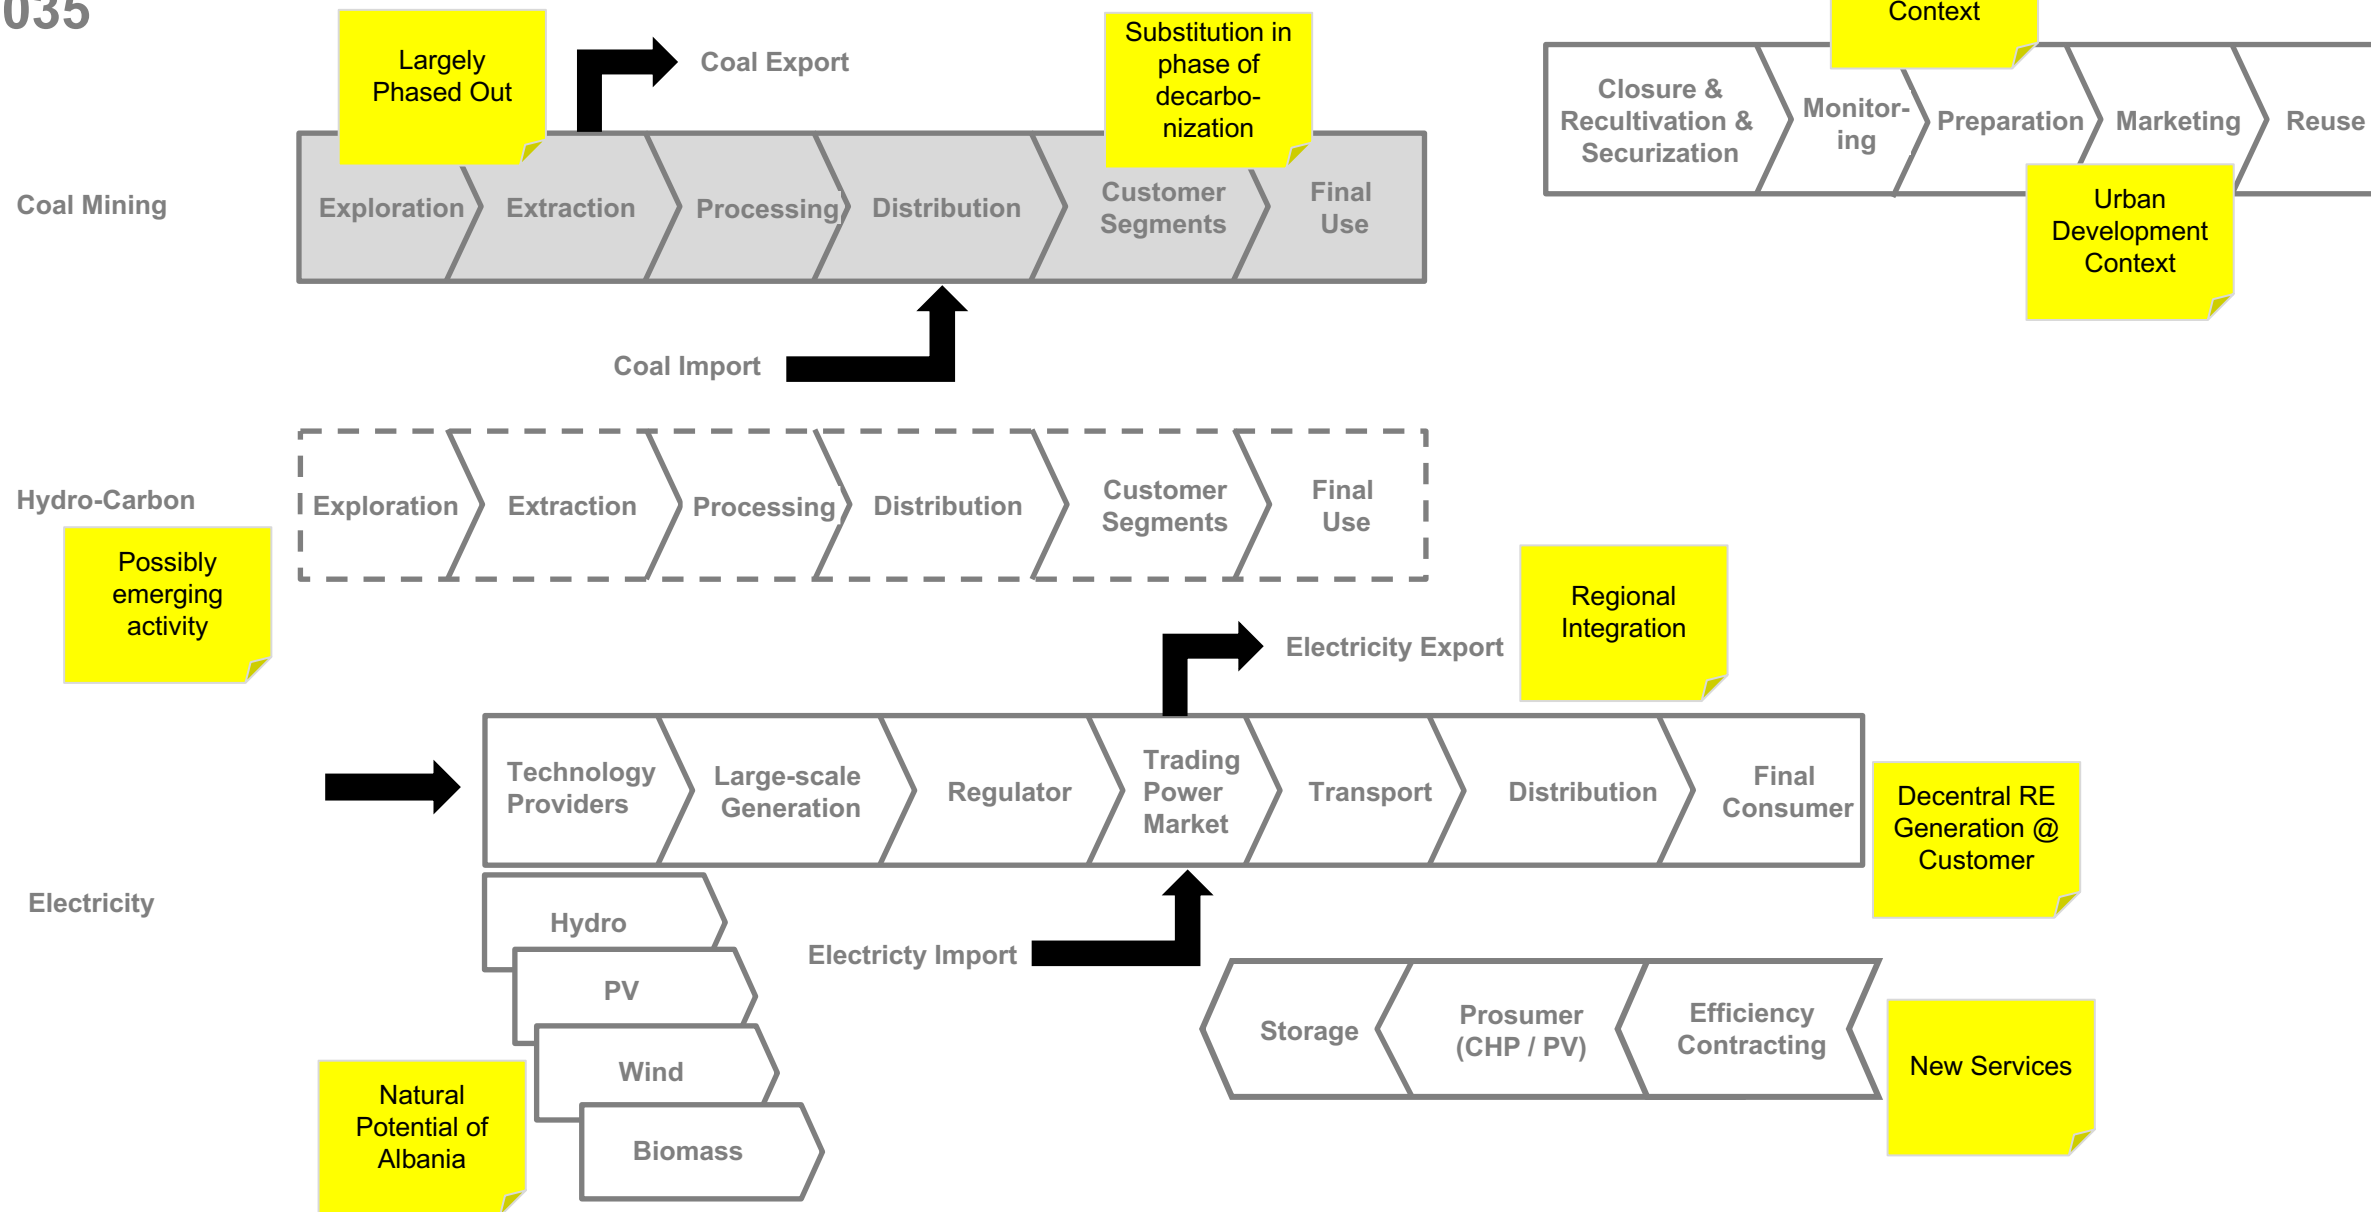 035
Largely
Phased Out
Coal Export
Substitution in
phase of
decarbo-
nization
Context
Closure &
Recultivation &
Securization
Monitor-
ing
Preparation
Marketing
Reuse
Urban
Development
Context
Coal Mining
Exploration
Extraction
Processing
Distribution
Customer
Segments
Final
Use
Coal Import
Hydro-Carbon
Possibly
emerging
activity
Exploration
Extraction
Processing
Distribution
Customer
Segments
Final
Use
Regional
Integration
Electricity Export
Technology
Providers
Large-scale
Generation
Regulator
Trading
Power
Market
Transport
Distribution
Final
Consumer
Decentral RE
Generation @
Customer
Electricity
Hydro
PV
Wind
Biomass
Natural
Potential of
Albania
Electricty Import
Storage
Prosumer
(CHP / PV)
Efficiency
Contracting
New Services